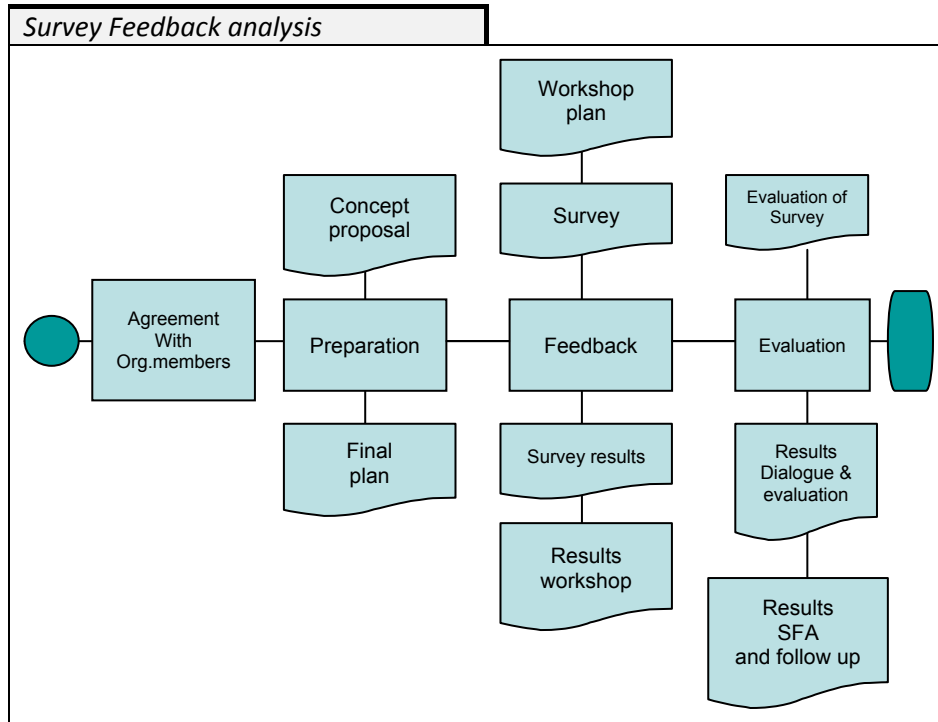 Survey Feedback analysis
Workshop
plan
Concept
proposal
Survey
Evaluation of
Survey
Agreement
With
Org.members
Preparation
Feedback
Evaluation
Final
plan
Survey results
Results
Dialogue &
evaluation
Results
workshop
Results
SFA
and follow up